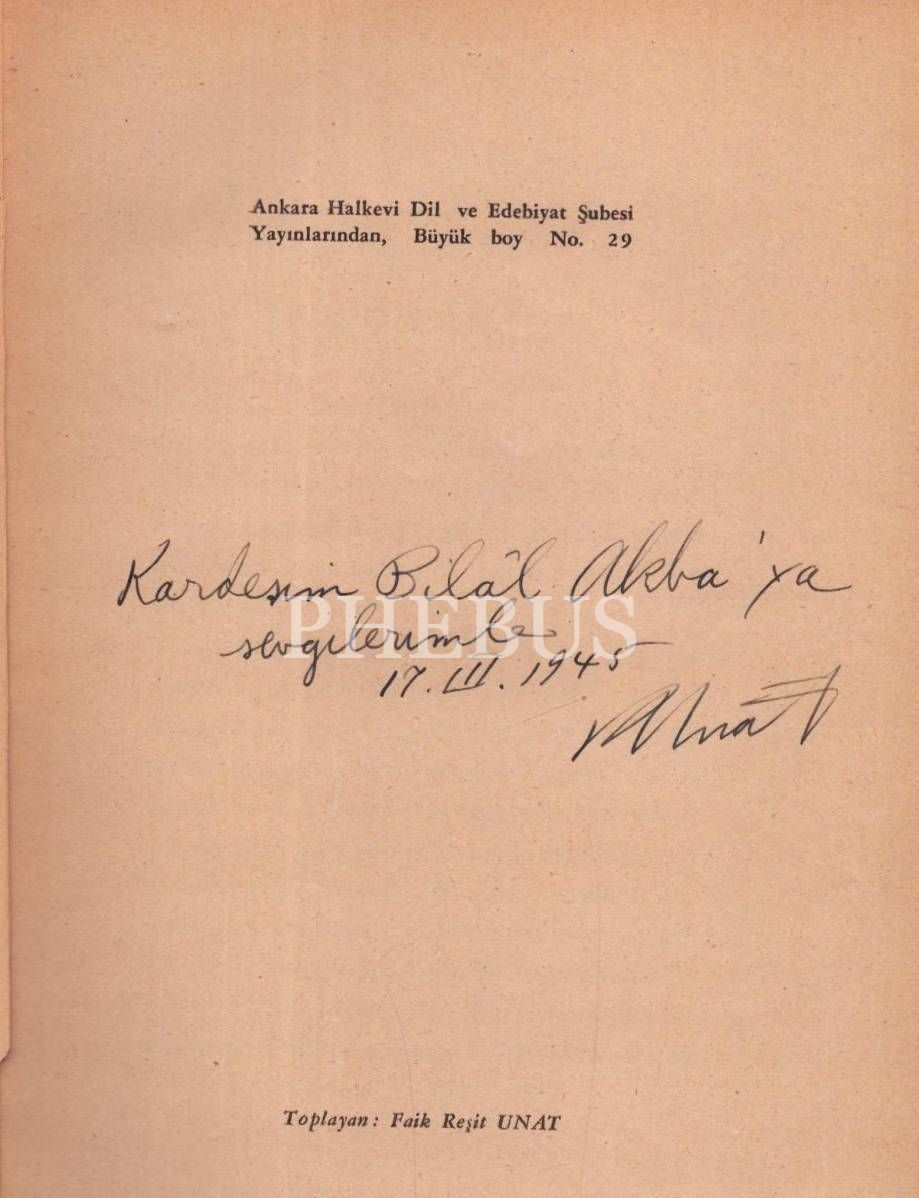 Ankara Halkevi Dil ve Edebiyat Şubesi
Yayınlarından, Büyük boy No. 29
Kardeşim Bilâl Akba'ya
sevgilerimle
17. III. 1945
Unat
PHEBUS
Toplayan: Faik Reşit UNAT